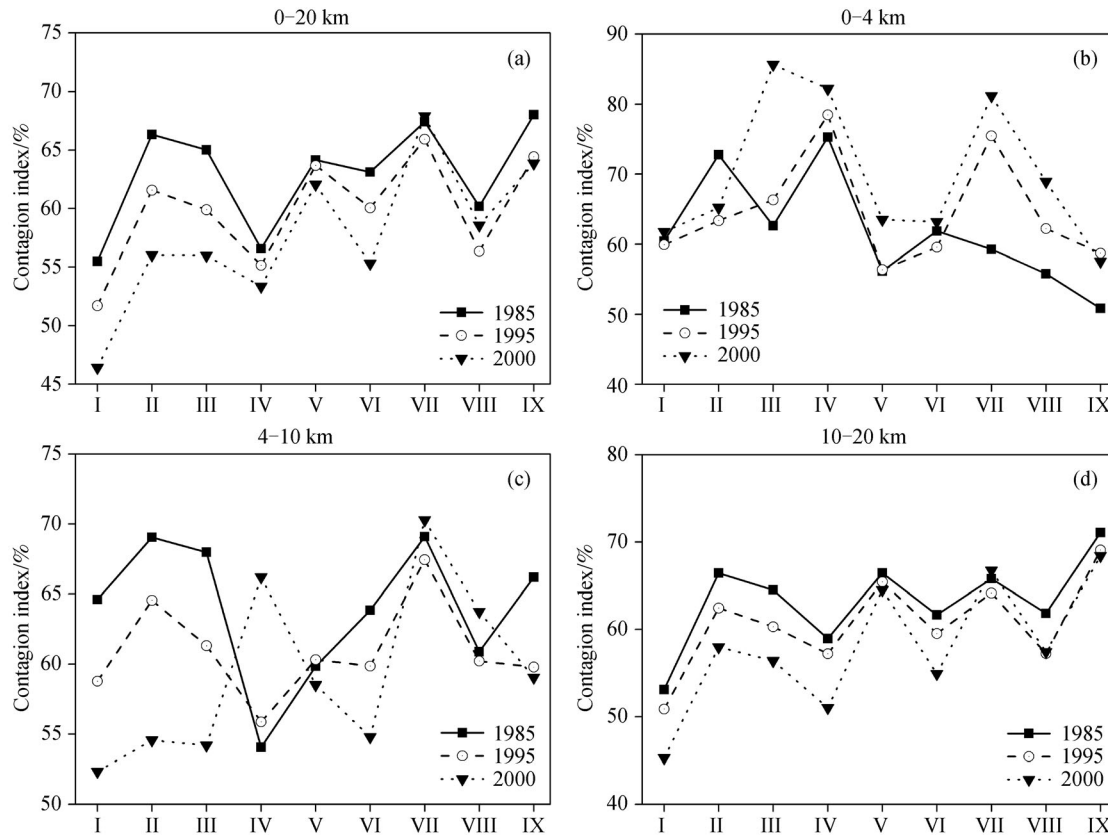 0−20 km
(a)
Contagion index/%
75
70
65
60
55
50
45
1985
1995
2000
I II III IV V VI VII VIII IX
0−4 km
(b)
Contagion index/%
90
80
70
60
50
40
1985
1995
2000
I II III IV V VI VII VIII IX
4−10 km
(c)
Contagion index/%
75
70
65
60
55
50
1985
1995
2000
I II III IV V VI VII VIII IX
10−20 km
(d)
Contagion index/%
80
70
60
50
40
1985
1995
2000
I II III IV V VI VII VIII IX